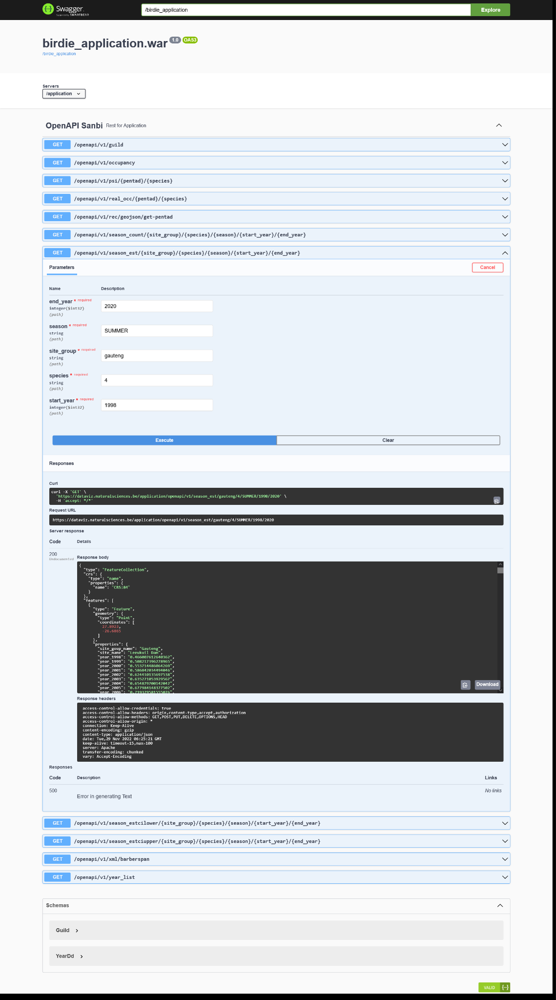 Swagger.
Supported by SMARTBEAR
/birdie_application
Explore
birdie_application.war 1.0 OAS3
/birdie_application
Servers
/application
OpenAPI Sanbi Rest for Application
GET /openapi/v1/guild
GET /openapi/v1/occupancy
GET /openapi/v1/psi/{pentad}/{species}
GET /openapi/v1/real_occ/{pentad}/{species}
GET /openapi/v1/rec/geojson/get-pentad
GET /openapi/v1/season_count/{site_group}/{species}/{season}/{start_year}/{end_year}
GET /openapi/v1/season_est/{site_group}/{species}/{season}/{start_year}/{end_year}
Parameters Cancel
Name Description
end_year * required
integer($int32)
(path)
2020
season * required
string
(path)
SUMMER
site_group * required
string
(path)
gauteng
species * required
string
(path)
4
start_year * required
integer($int32)
(path)
1998
Execute Clear
Responses
Curl
curl -X 'GET' \
'https://dataviz.naturalsciences.be/application/openapi/v1/season_est/gauteng/4/SUMMER/1998/2020' \
-H 'accept: */*'
Request URL
https://dataviz.naturalsciences.be/application/openapi/v1/season_est/gauteng/4/SUMMER/1998/2020
Server response
Code Details
200
Undocumented
Response body
{
"type": "FeatureCollection",
"crs": {
"type": "name",
"properties": {
"name": "CRS:84"
}
},
"features": [
{
"type": "Feature",
"geometry": {
"type": "Point",
"coordinates": [
27.8923,
-26.6865
]
},
"properties": {
"site_goup_name": "Gauteng",
"site_name": "Leeukuil Dam",
"year_1998": "0.466007612640362",
"year_1999": "0.508217396278965",
"year_2000": "0.553714486064269",
"year_2001": "0.586842034494046",
"year_2002": "0.624410135697538",
"year_2003": "0.635271053929567",
"year_2004": "0.654879700142042",
"year_2005": "0.677984148377502",
"year_2006": "0.719379581555076",
Download
Response headers
access-control-allow-credentials: true
access-control-allow-headers: origin,content-type,accept,authorization
access-control-allow-methods: GET,POST,PUT,DELETE,OPTIONS,HEAD
access-control-allow-origin: *
connection: Keep-Alive
content-encoding: gzip
content-type: application/json
date: Tue,29 Nov 2022 06:25:21 GMT
keep-alive: timeout=15,max=100
server: Apache
transfer-encoding: chunked
vary: Accept-Encoding
Responses
Code Description Links
500 Error in generating Text No links
GET /openapi/v1/season_estcilower/{site_group}/{species}/{season}/{start_year}/{end_year}
GET /openapi/v1/season_estciupper/{site_group}/{species}/{season}/{start_year}/{end_year}
GET /openapi/v1/xml/barberspan
GET /openapi/v1/year_list
Schemas
Guild
YearDd
VALID {··}